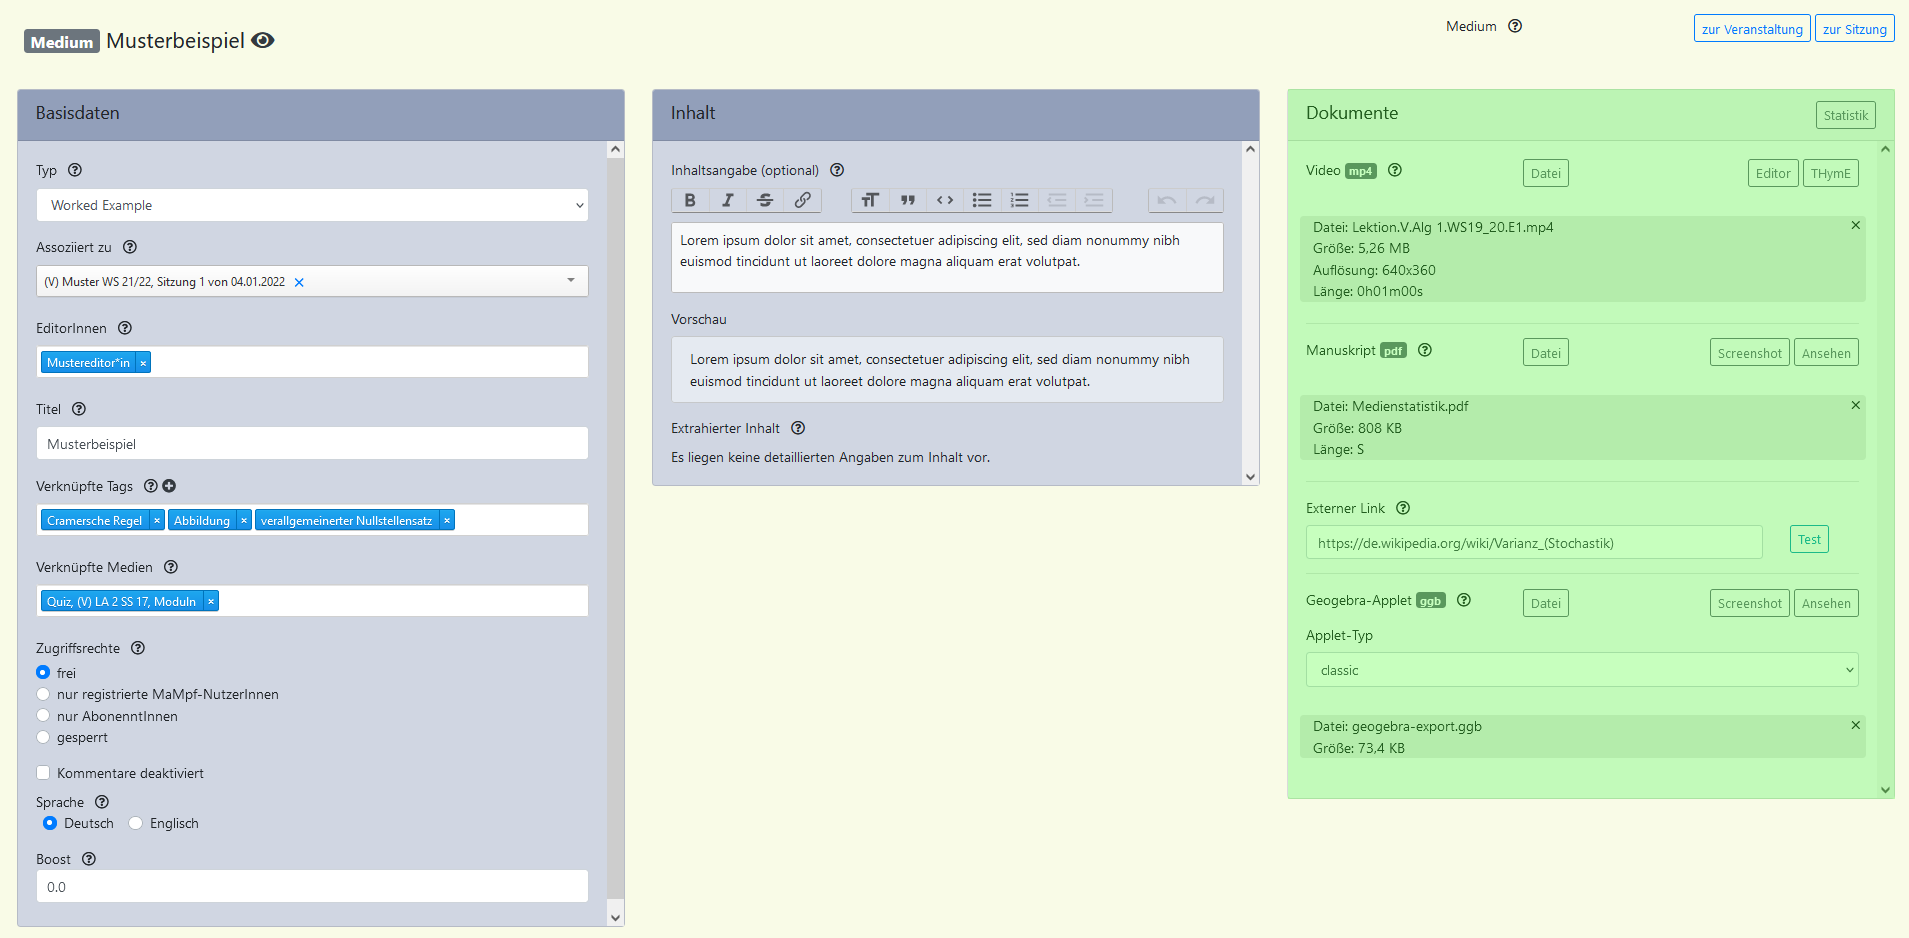 Medium Musterbeispiel
Medium
zur Veranstaltung
zur Sitzung
Basisdaten
Typ
Worked Example
Assoziiert zu
(V) Muster WS 21/22, Sitzung 1 von 04.01.2022 ×
EditorInnen
Mustereditor*in ×
Titel
Musterbeispiel
Verknüpfte Tags
Cramersche Regel × Abbildung × verallgemeinerter Nullstellensatz ×
Verknüpfte Medien
Quiz, (V) LA 2 SS 17, Moduln ×
Zugriffsrechte
frei
nur registrierte MaMpf-NutzerInnen
nur AbonnentInnen
gesperrt
Kommentare deaktiviert
Sprache
Deutsch Englisch
Boost
0.0
Inhalt
Inhaltsangabe (optional)
Lorem ipsum dolor sit amet, consectetuer adipiscing elit, sed diam nonummy nibh
euismod tincidunt ut laoreet dolore magna aliquam erat volutpat.
Vorschau
Lorem ipsum dolor sit amet, consectetuer adipiscing elit, sed diam nonummy nibh
euismod tincidunt ut laoreet dolore magna aliquam erat volutpat.
Extrahierter Inhalt
Es liegen keine detaillierten Angaben zum Inhalt vor.
Dokumente
Statistik
Video mp4 Datei Editor THymE
Datei: Lektion.V.Alg 1.WS19_20.E1.mp4
Größe: 5,26 MB
Auflösung: 640x360
Länge: 0h01m00s
Manuskript pdf Datei Screenshot Ansehen
Datei: Medienstatistik.pdf
Größe: 808 KB
Länge: S
Externer Link
https://de.wikipedia.org/wiki/Varianz_(Stochastik) Test
Geogebra-Applet ggb Datei Screenshot Ansehen
Applet-Typ
classic
Datei: geogebra-export.ggb
Größe: 73,4 KB